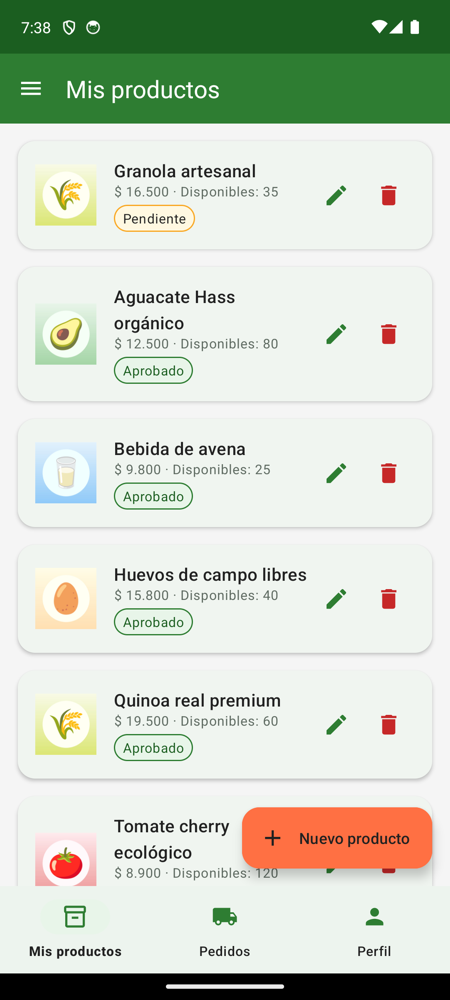 7:38
Mis productos
Granola artesanal
$ 16.500 · Disponibles: 35
Pendiente
Aguacate Hass
orgánico
$ 12.500 · Disponibles: 80
Aprobado
Bebida de avena
$ 9.800 · Disponibles: 25
Aprobado
Huevos de campo libres
$ 15.800 · Disponibles: 40
Aprobado
Quinoa real premium
$ 19.500 · Disponibles: 60
Aprobado
Tomate cherry
ecológico
$ 8.900 · Disponibles: 120
Nuevo producto
Mis productos
Pedidos
Perfil